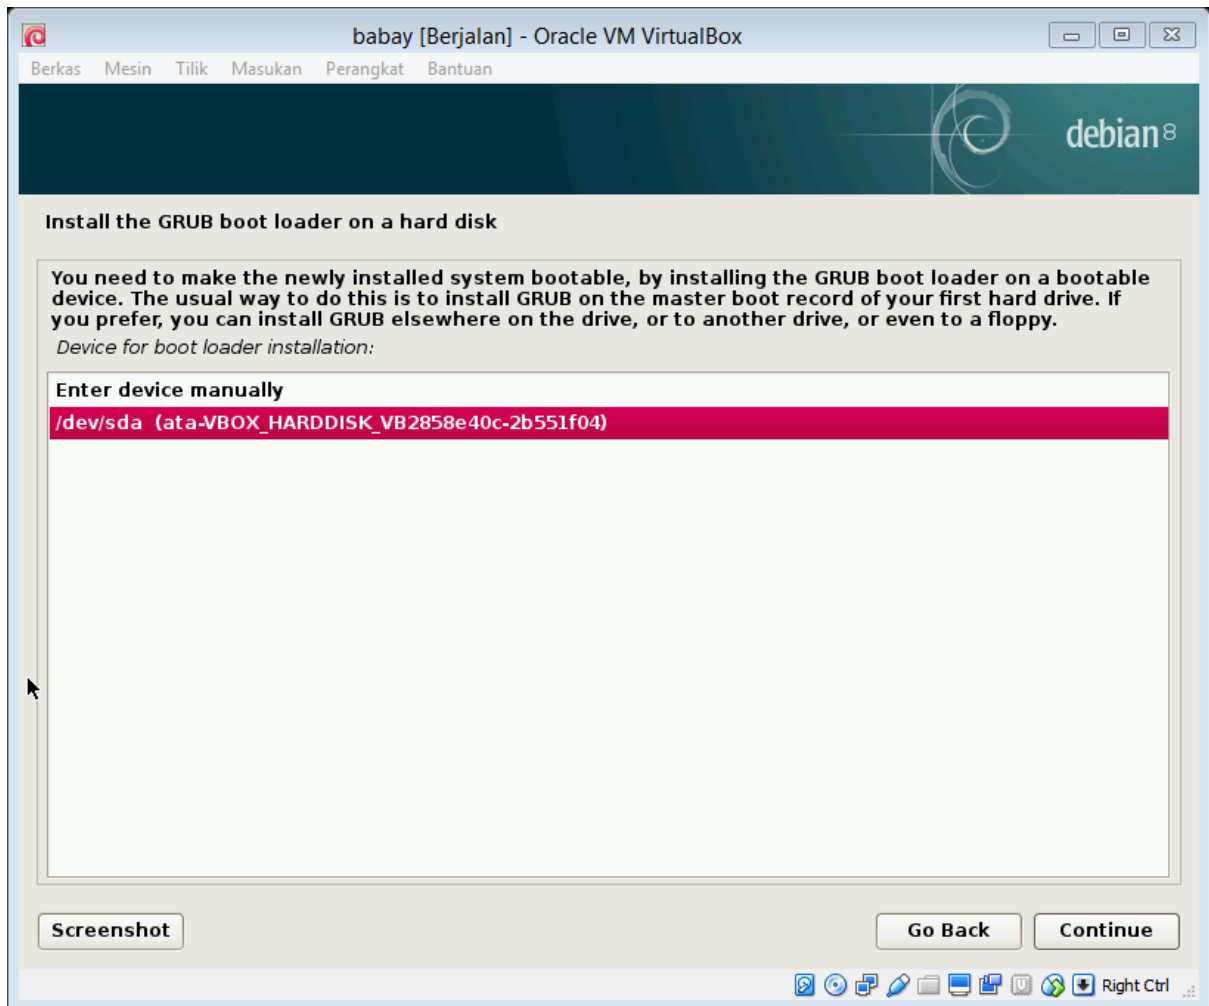 babay [Berjalan] - Oracle VM VirtualBox
Berkas Mesin Tilik Masukan Perangkat Bantuan
debian 8
Install the GRUB boot loader on a hard disk
You need to make the newly installed system bootable, by installing the GRUB boot loader on a bootable
device. The usual way to do this is to install GRUB on the master boot record of your first hard drive. If
you prefer, you can install GRUB elsewhere on the drive, or to another drive, or even to a floppy.
Device for boot loader installation:
Enter device manually
/dev/sda (ata-VBOX_HARDDISK_VB2858e40c-2b551f04)
Screenshot Go Back Continue
Right Ctrl